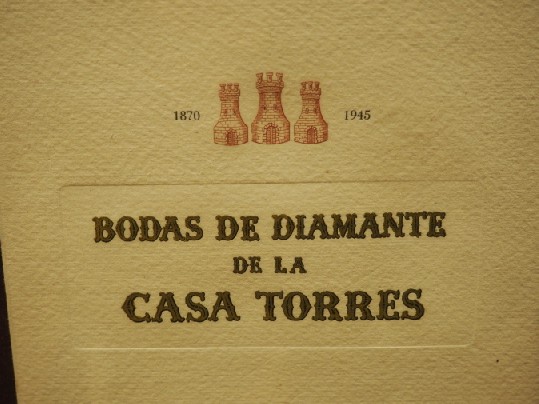 1870 1945
BODAS DE DIAMANTE
DE LA
CASA TORRES